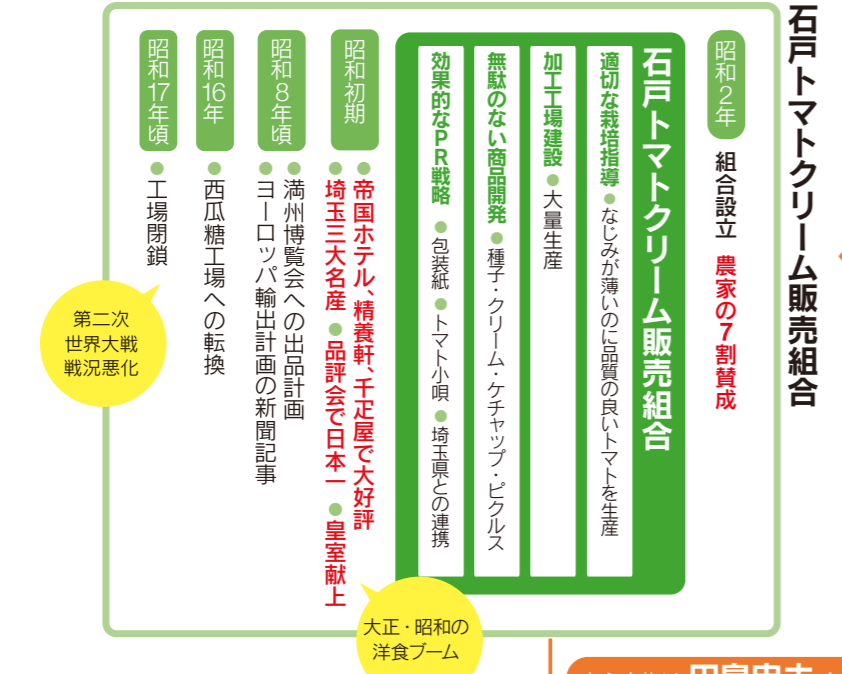 石戸トマトクリーム販売組合
昭和2年 組合設立 農家の7割賛成
石戸トマトクリーム販売組合
適切な栽培指導 ●なじみが薄いのに品質の良いトマトを生産
加工工場建設 ●大量生産
無駄のない商品開発 ●種子・クリーム・ケチャップ・ピクルス
効果的なPR戦略 ●包装紙 ●トマト小唄 ●埼玉県との連携
昭和初期
●帝国ホテル、精養軒、千疋屋で大好評
●埼玉三大名産 ●品評会で日本一 ●皇室献上
大正・昭和の
洋食ブーム
昭和8年頃
●満州博覧会への出品計画
●ヨーロッパ輸出計画の新聞記事
昭和16年
●西瓜糖工場への転換
昭和17年頃
●工場閉鎖
第二次
世界大戦
戦況悪化